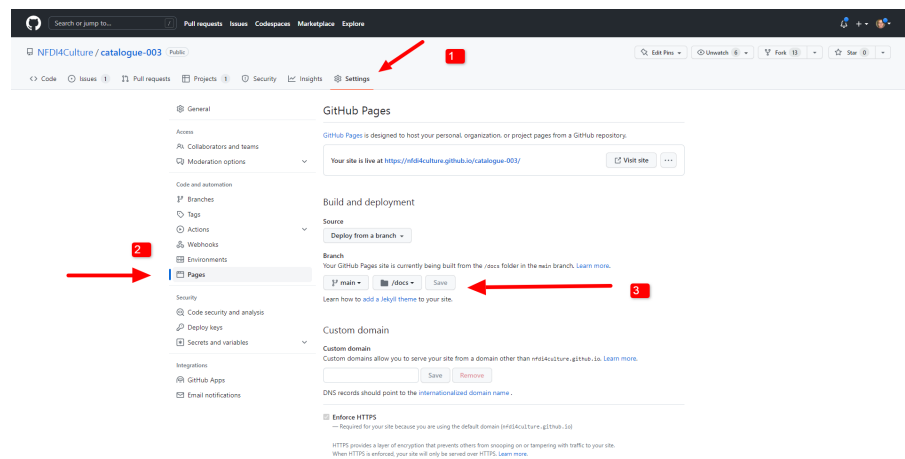 Search or jump to... / Pull requests Issues Codespaces Marketplace Explore
NFDI4Culture / catalogue-003 Public
Edit Pins Unwatch 6 Fork 13 Star 0
<> Code Issues 1 Pull requests Projects 1 Security Insights Settings
1
General
Access
Collaborators and teams
Moderation options
Code and automation
Branches
Tags
Actions
Webhooks
Environments
Pages
2
Security
Code security and analysis
Deploy keys
Secrets and variables
Integrations
GitHub Apps
Email notifications
GitHub Pages
GitHub Pages is designed to host your personal, organization, or project pages from a GitHub repository.
Your site is live at https://nfdi4culture.github.io/catalogue-003/ Visit site ...
Build and deployment
Source
Deploy from a branch
Branch
Your GitHub Pages site is currently being built from the /docs folder in the main branch. Learn more.
main /docs Save
3
Learn how to add a Jekyll theme to your site.
Custom domain
Custom domain
Custom domains allow you to serve your site from a domain other than nfdi4culture.github.io. Learn more.
Save Remove
DNS records should point to the internationalized domain name .
Enforce HTTPS
— Required for your site because you are using the default domain (nfdi4culture.github.io)
HTTPS provides a layer of encryption that prevents others from snooping on or tampering with traffic to your site.
When HTTPS is enforced, your site will only be served over HTTPS. Learn more.